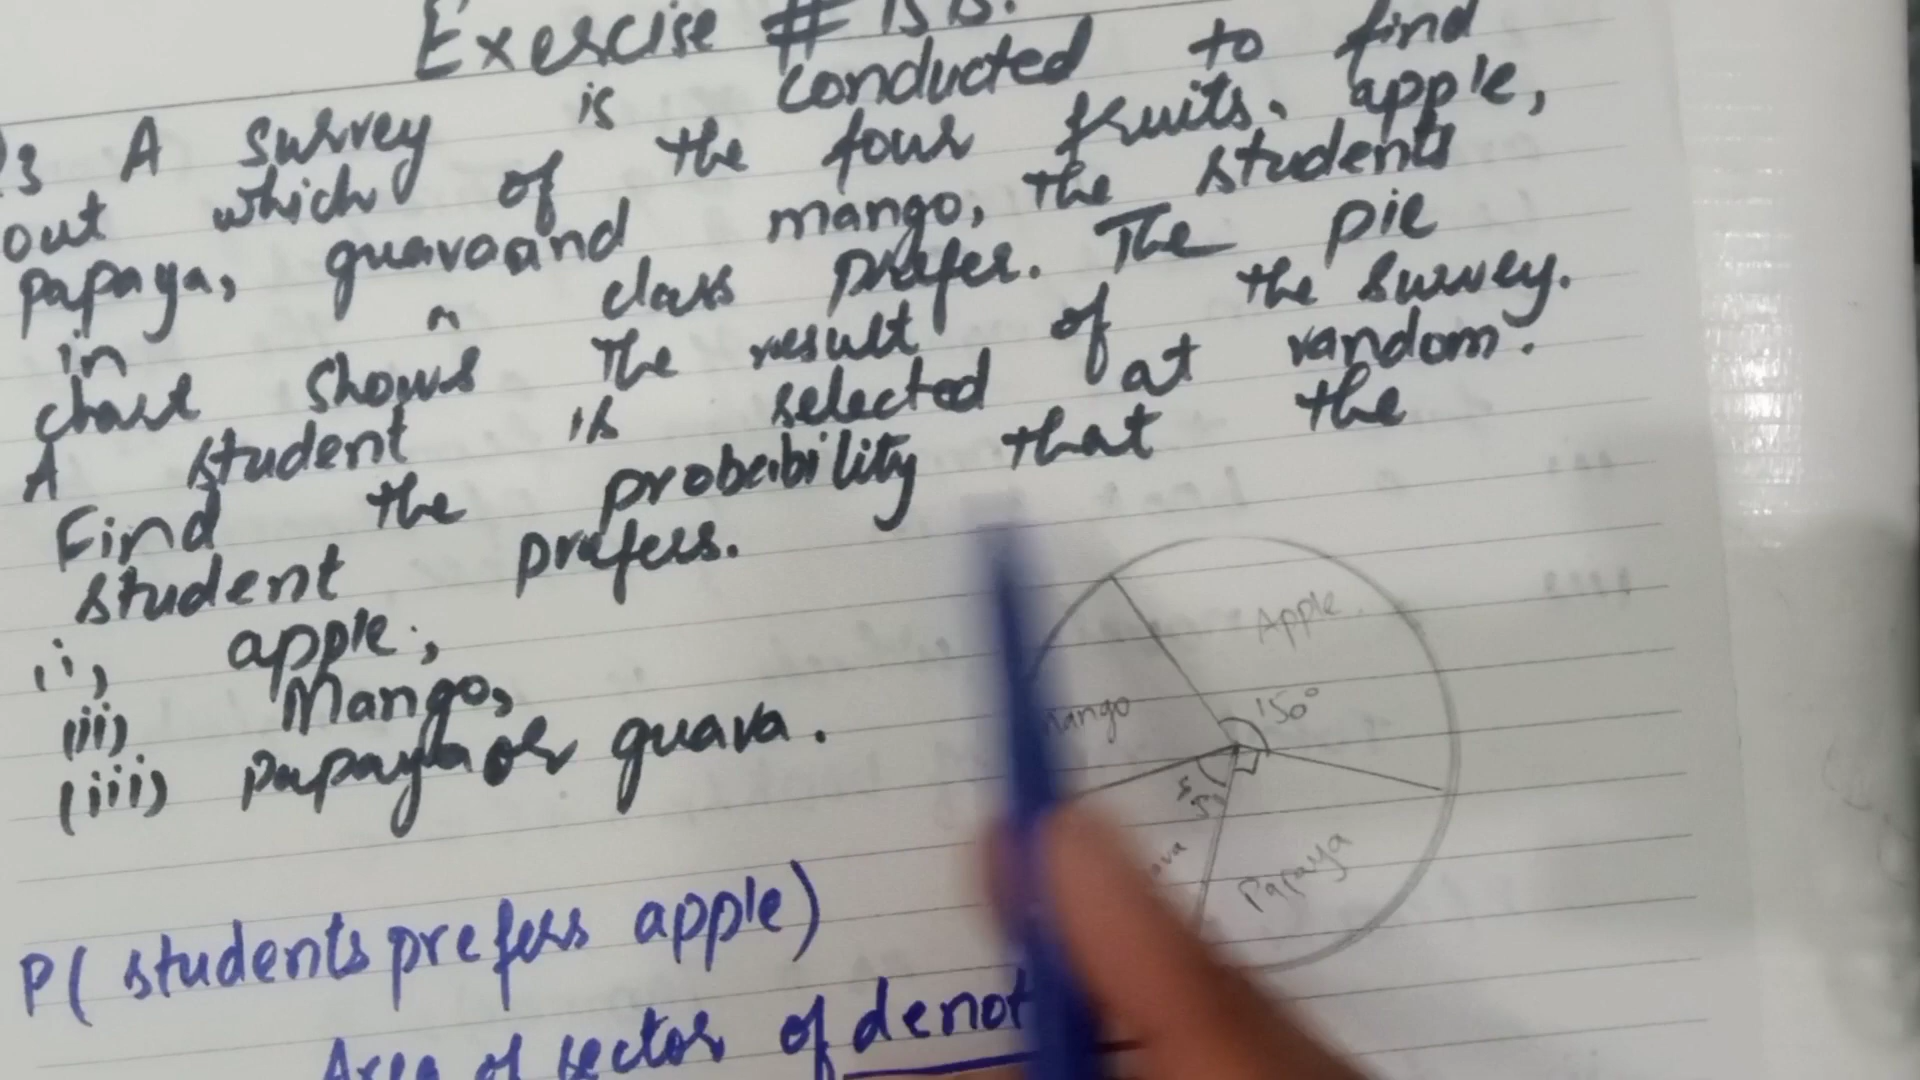 Exercise #
3 A survey is conducted to find
out which of the four fruits. apple,
papaya, guava and mango, the students
in a class prefer. The pie
chart shows the result of the survey.
A student is selected at random.
Find the probability that the
student prefers.
(i) apple;
(ii) Mango,
(iii) papaya or guava.
Apple.
mango
150°
45
Papaya
P( students prefers apple)
Area of sector of denot